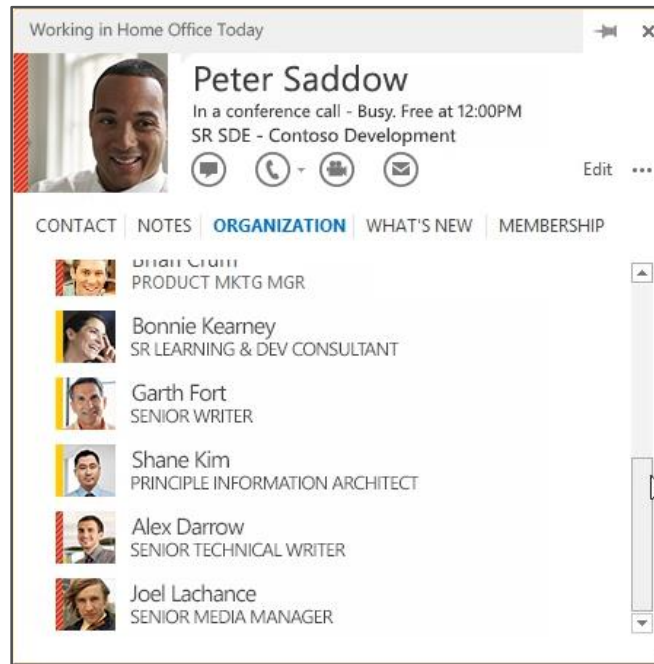 Working in Home Office Today
Peter Saddow
In a conference call - Busy. Free at 12:00PM
SR SDE - Contoso Development
Edit
CONTACT NOTES ORGANIZATION WHAT'S NEW MEMBERSHIP
Brian Crum
PRODUCT MKTG MGR
Bonnie Kearney
SR LEARNING & DEV CONSULTANT
Garth Fort
SENIOR WRITER
Shane Kim
PRINCIPLE INFORMATION ARCHITECT
Alex Darrow
SENIOR TECHNICAL WRITER
Joel Lachance
SENIOR MEDIA MANAGER